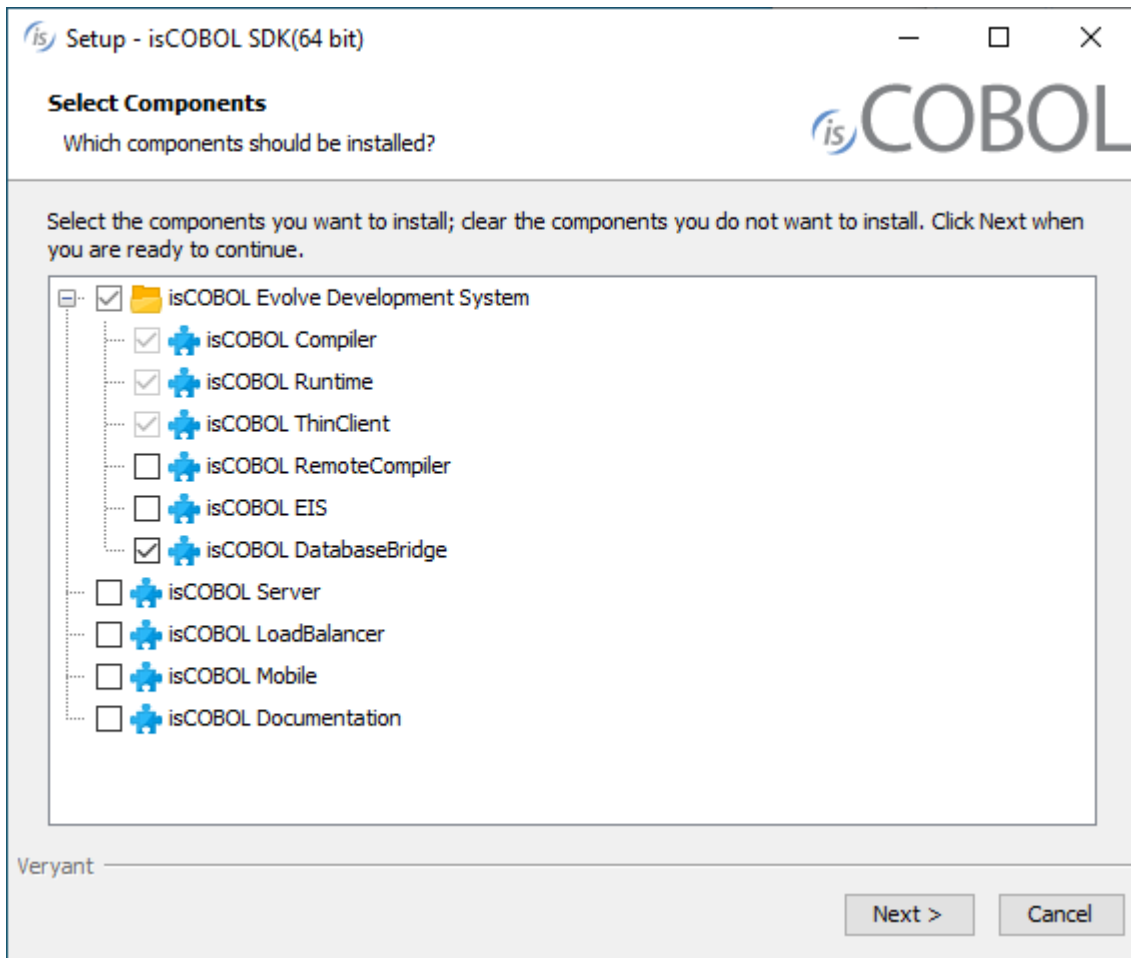 is Setup - isCOBOL SDK(64 bit)
Select Components
Which components should be installed?
is COBOL
Select the components you want to install; clear the components you do not want to install. Click Next when
you are ready to continue.
isCOBOL Evolve Development System
isCOBOL Compiler
isCOBOL Runtime
isCOBOL ThinClient
isCOBOL RemoteCompiler
isCOBOL EIS
isCOBOL DatabaseBridge
isCOBOL Server
isCOBOL LoadBalancer
isCOBOL Mobile
isCOBOL Documentation
Veryant
Next >
Cancel